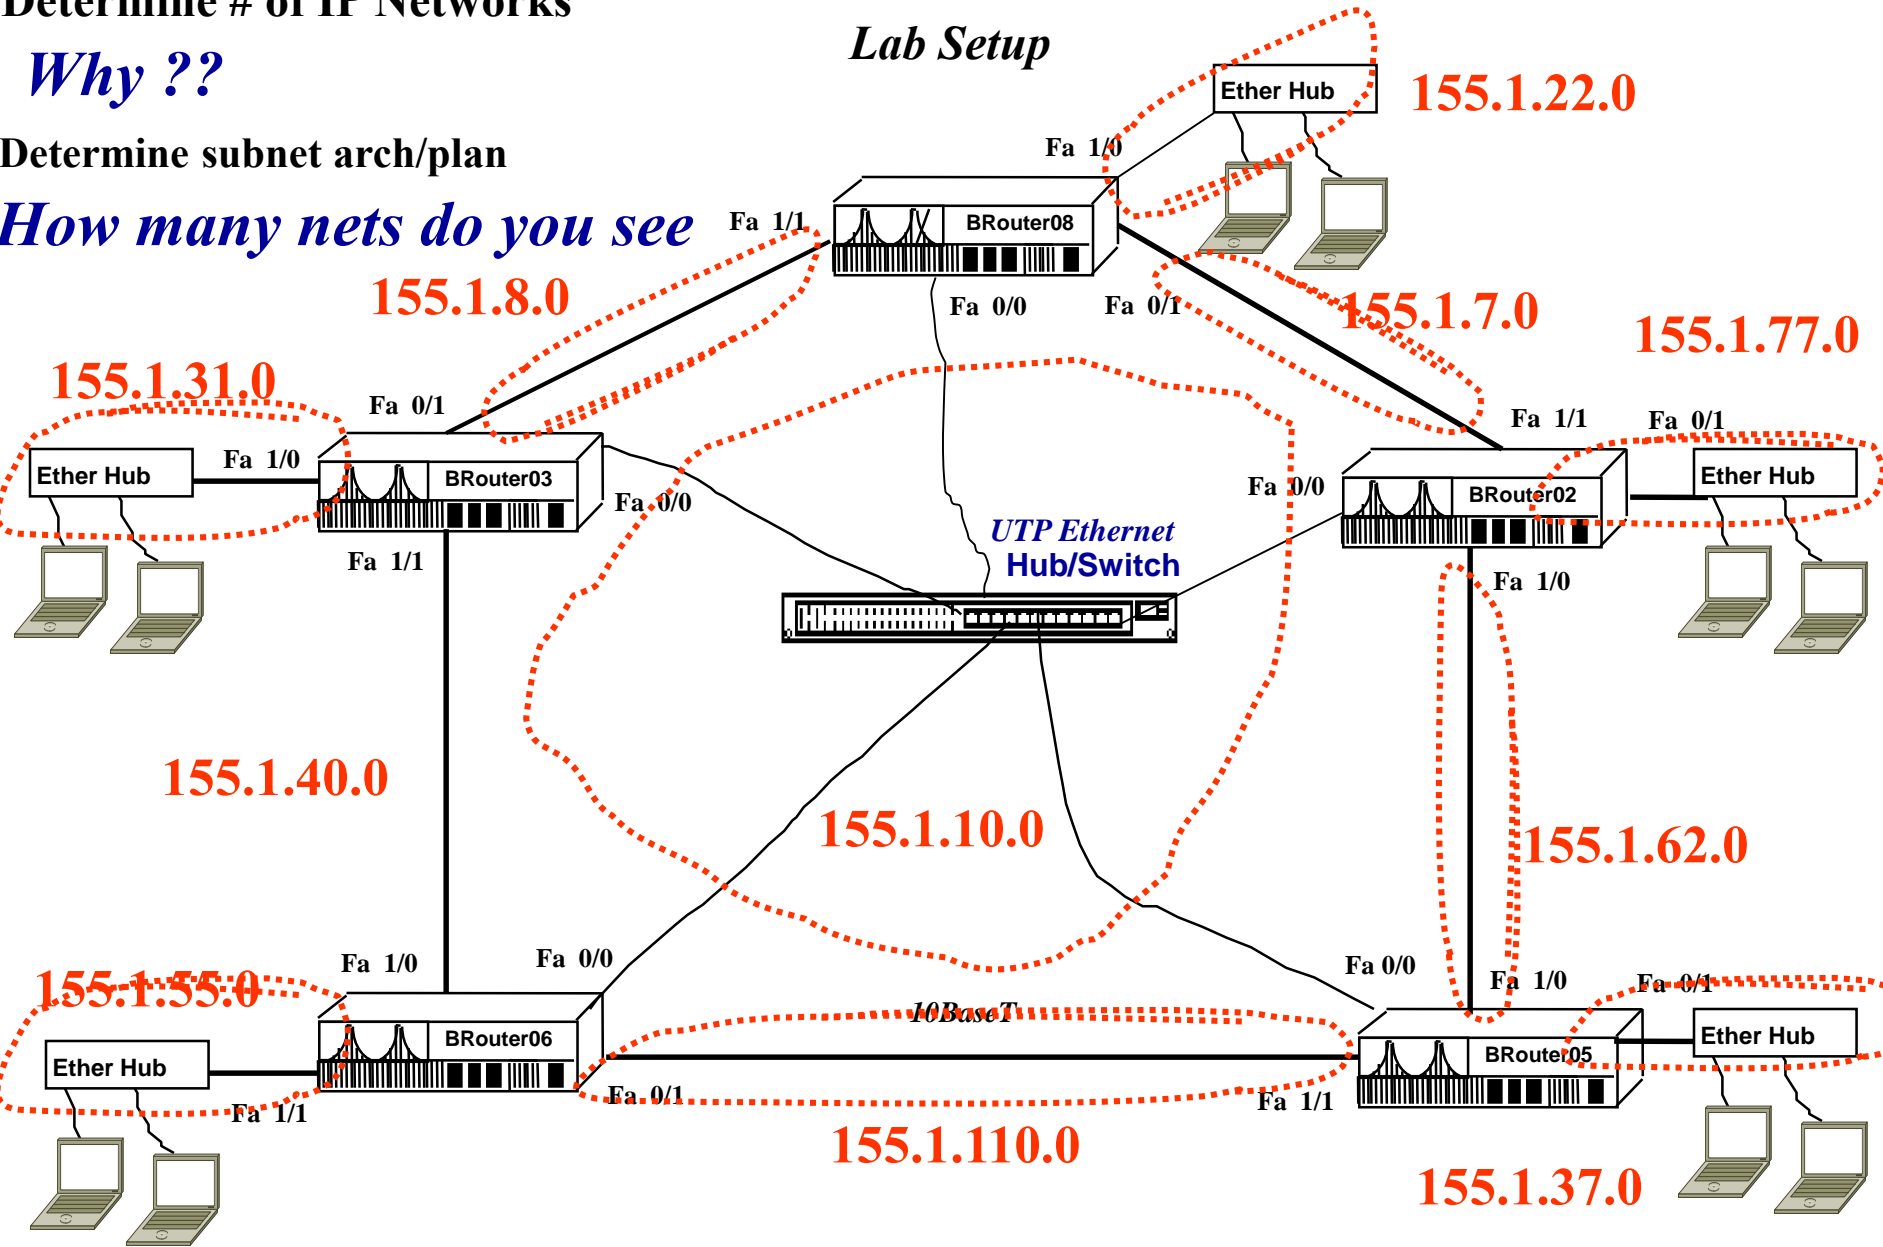 Determine # of IP Networks
Why ??
Determine subnet arch/plan
How many nets do you see
Lab Setup
Ether Hub
155.1.22.0
Fa 1/0
Fa 1/1
BRouter08
Fa 0/0
Fa 0/1
155.1.8.0
155.1.7.0
155.1.77.0
155.1.31.0
Fa 0/1
Fa 1/1
Fa 0/1
Ether Hub
Fa 1/0
BRouter03
Fa 0/0
Fa 0/0
BRouter02
Ether Hub
UTP Ethernet
Hub/Switch
Fa 1/1
Fa 1/0
155.1.40.0
155.1.10.0
155.1.62.0
155.1.55.0
Fa 1/0
Fa 0/0
Fa 0/0
Fa 1/0
Fa 0/1
10BaseT
Ether Hub
BRouter06
BRouter05
Ether Hub
Fa 1/1
Fa 0/1
Fa 1/1
155.1.110.0
155.1.37.0